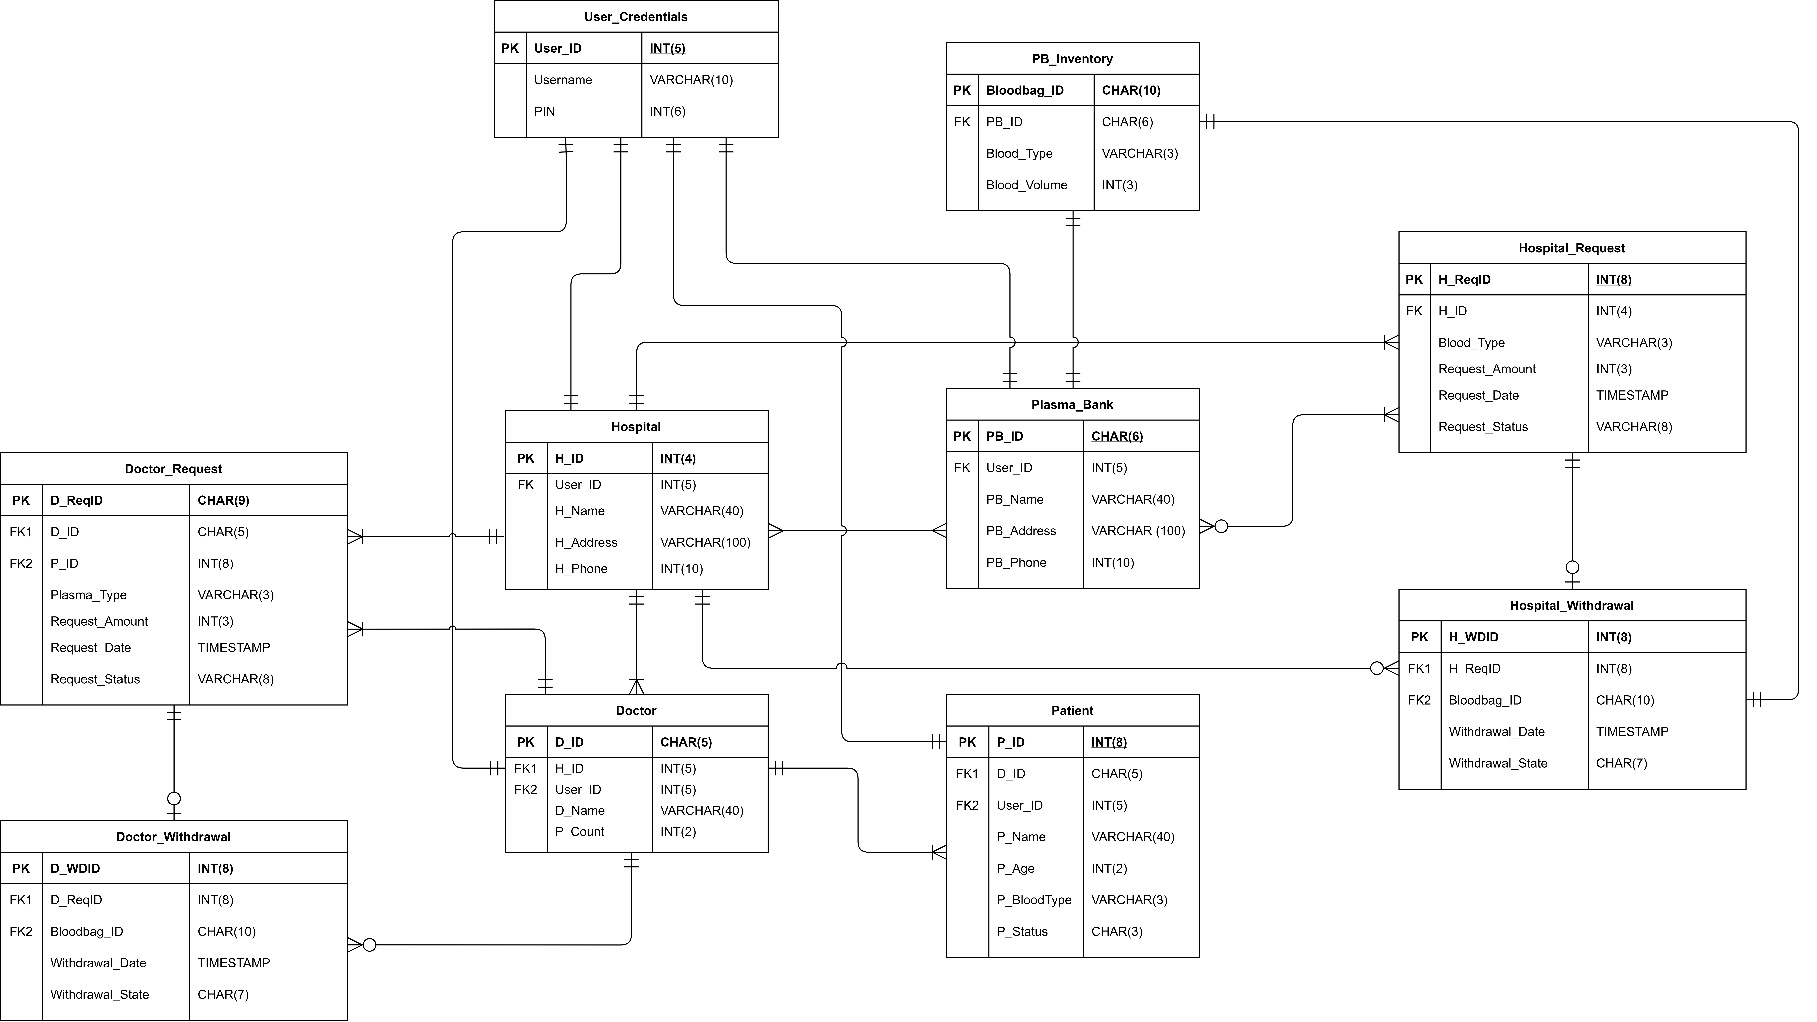 User_Credentials
PK User_ID INT(5)
Username VARCHAR(10)
PIN INT(6)
PB_Inventory
PK Bloodbag_ID CHAR(10)
FK PB_ID CHAR(6)
Blood_Type VARCHAR(3)
Blood_Volume INT(3)
Hospital_Request
PK H_ReqID INT(8)
FK H_ID INT(4)
Blood_Type VARCHAR(3)
Request_Amount INT(3)
Request_Date TIMESTAMP
Request_Status VARCHAR(8)
Plasma_Bank
PK PB_ID CHAR(6)
FK User_ID INT(5)
PB_Name VARCHAR(40)
PB_Address VARCHAR (100)
PB_Phone INT(10)
Hospital
PK H_ID INT(4)
FK User_ID INT(5)
H_Name VARCHAR(40)
H_Address VARCHAR(100)
H_Phone INT(10)
Doctor_Request
PK D_ReqID CHAR(9)
FK1 D_ID CHAR(5)
FK2 P_ID INT(8)
Plasma_Type VARCHAR(3)
Request_Amount INT(3)
Request_Date TIMESTAMP
Request_Status VARCHAR(8)
Hospital_Withdrawal
PK H_WDID INT(8)
FK1 H_ReqID INT(8)
FK2 Bloodbag_ID CHAR(10)
Withdrawal_Date TIMESTAMP
Withdrawal_State CHAR(7)
Doctor
PK D_ID CHAR(5)
FK1 H_ID INT(5)
FK2 User_ID INT(5)
D_Name VARCHAR(40)
P_Count INT(2)
Patient
PK P_ID INT(8)
FK1 D_ID CHAR(5)
FK2 User_ID INT(5)
P_Name VARCHAR(40)
P_Age INT(2)
P_BloodType VARCHAR(3)
P_Status CHAR(3)
Doctor_Withdrawal
PK D_WDID INT(8)
FK1 D_ReqID INT(8)
FK2 Bloodbag_ID CHAR(10)
Withdrawal_Date TIMESTAMP
Withdrawal_State CHAR(7)